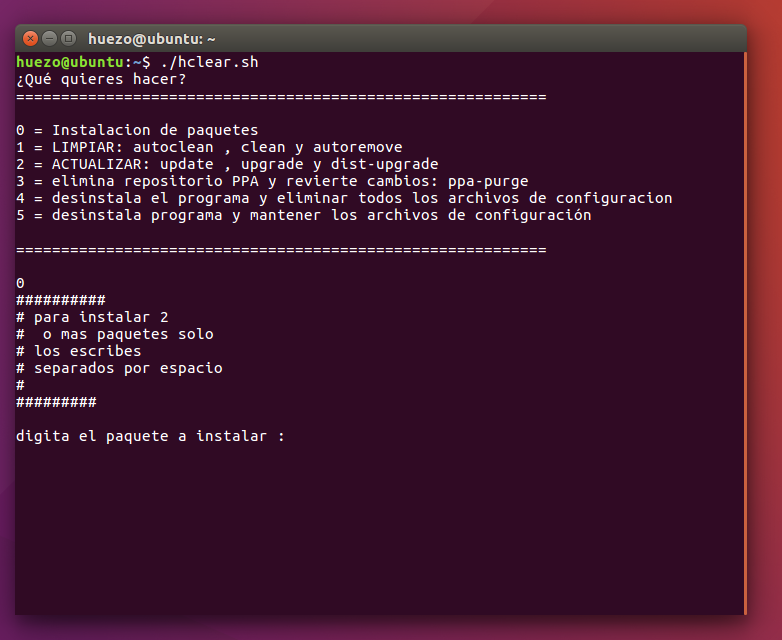 huezo@ubuntu: ~
huezo@ubuntu:~$ ./hclear.sh
¿Qué quieres hacer?
===========================================================
0 = Instalacion de paquetes
1 = LIMPIAR: autoclean , clean y autoremove
2 = ACTUALIZAR: update , upgrade y dist-upgrade
3 = elimina repositorio PPA y revierte cambios: ppa-purge
4 = desinstala el programa y eliminar todos los archivos de configuracion
5 = desinstala programa y mantener los archivos de configuración
===========================================================
0
##########
# para instalar 2
#  o mas paquetes solo
# los escribes
# separados por espacio
#
#########
digita el paquete a instalar :